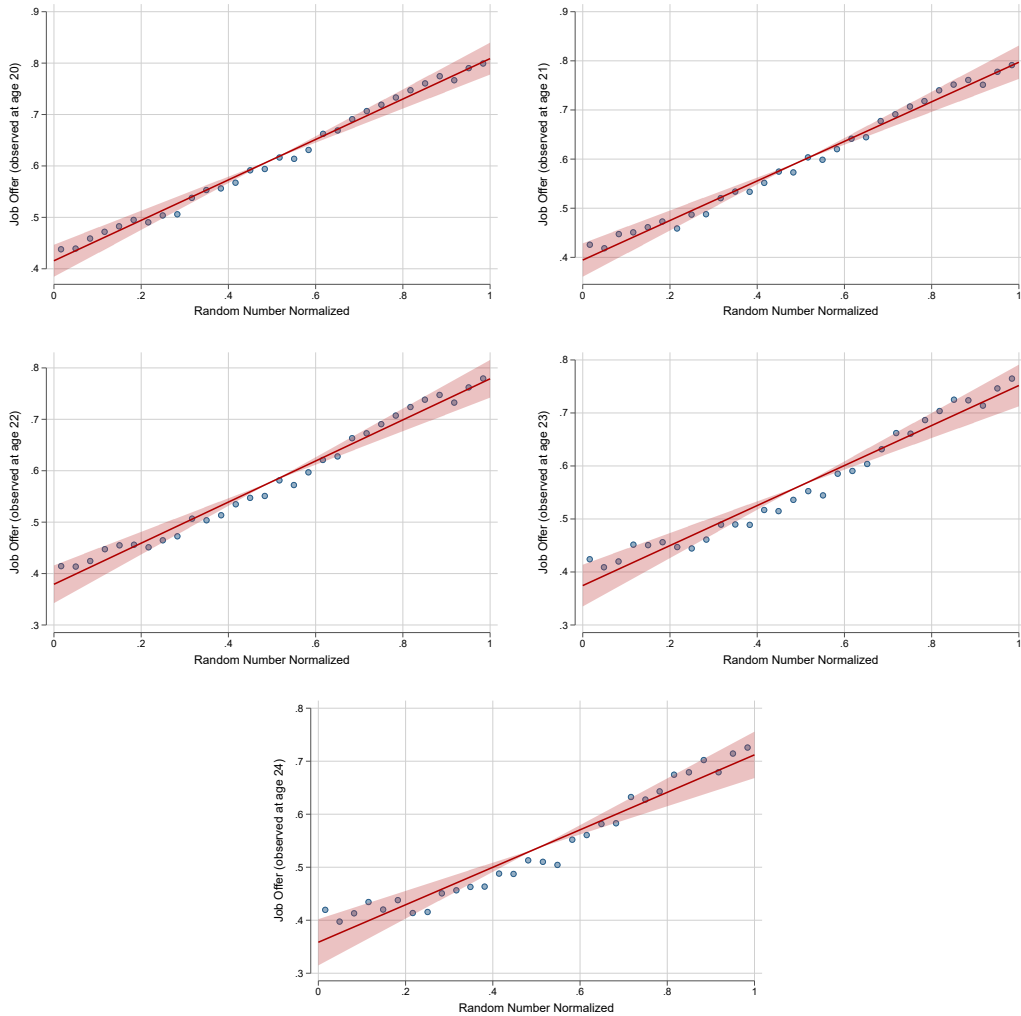 Job Offer (observed at age 20)
.9
.8
.7
.6
.5
.4
0 .2 .4 .6 .8 1
Random Number Normalized
Job Offer (observed at age 21)
.9
.8
.7
.6
.5
.4
0 .2 .4 .6 .8 1
Random Number Normalized
Job Offer (observed at age 22)
.8
.7
.6
.5
.4
.3
0 .2 .4 .6 .8 1
Random Number Normalized
Job Offer (observed at age 23)
.8
.7
.6
.5
.4
.3
0 .2 .4 .6 .8 1
Random Number Normalized
Job Offer (observed at age 24)
.8
.7
.6
.5
.4
.3
0 .2 .4 .6 .8 1
Random Number Normalized